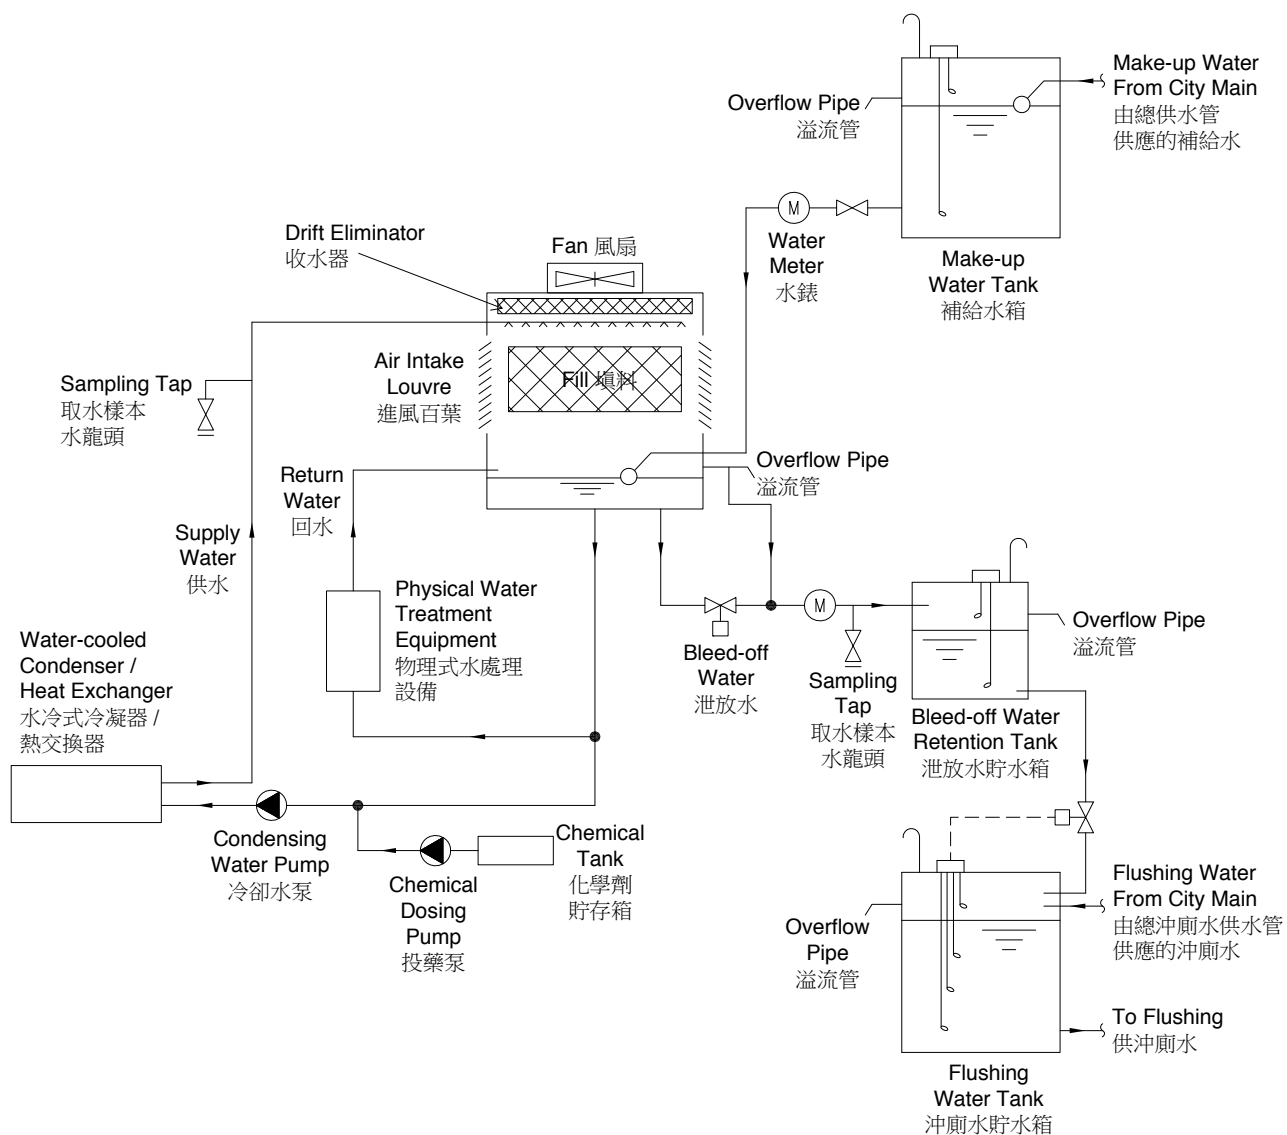 Make-up Water
From City Main
由總供水管
供應的補給水
Overflow Pipe
溢流管
M
Water
Meter
水錶
Make-up
Water Tank
補給水箱
Drift Eliminator
收水器
Fan 風扇
Air Intake
Louvre
進風百葉
Fill 填料
Sampling Tap
取水樣本
水龍頭
Return
Water
回水
Overflow Pipe
溢流管
Supply
Water
供水
Physical Water
Treatment
Equipment
物理式水處理
設備
Water-cooled
Condenser /
Heat Exchanger
水冷式冷凝器 /
熱交換器
M
Bleed-off
Water
泄放水
Sampling
Tap
取水樣本
水龍頭
Overflow Pipe
溢流管
Bleed-off Water
Retention Tank
泄放水貯水箱
Condensing
Water Pump
冷卻水泵
Chemical
Dosing
Pump
投藥泵
Chemical
Tank
化學劑
貯存箱
Overflow
Pipe
溢流管
Flushing Water
From City Main
由總沖廁水供水管
供應的沖廁水
To Flushing
供沖廁水
Flushing
Water Tank
沖廁水貯水箱